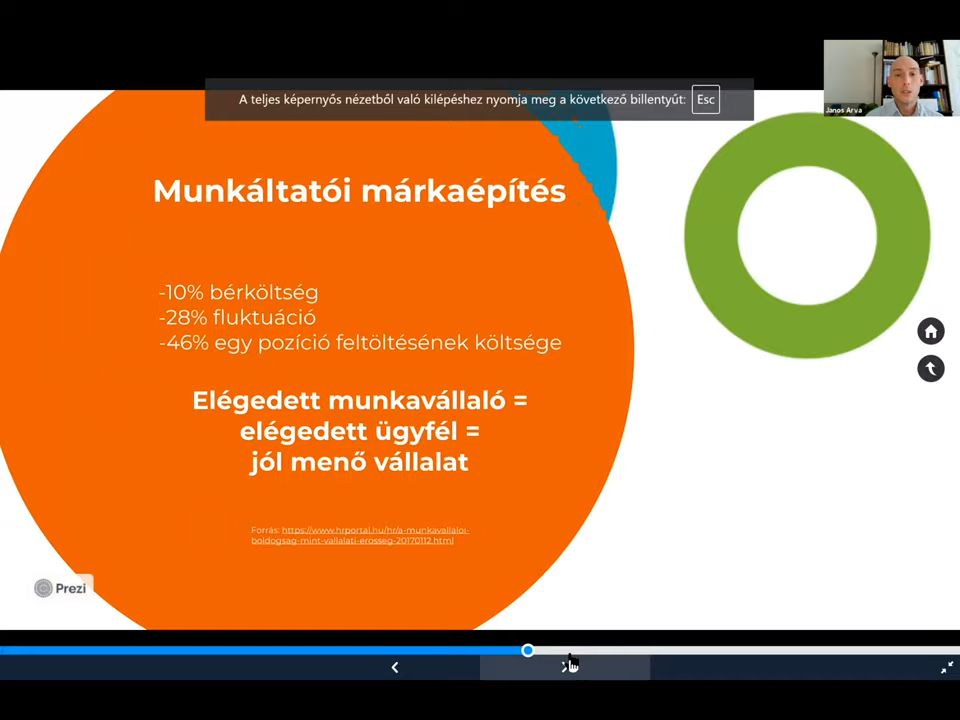 A teljes képernyős nézetből való kilépéshez nyomja meg a következő billentyűt: Esc
Janos Arva
Munkáltatói márkaépítés
-10% bérköltség
-28% fluktuáció
-46% egy pozíció feltöltésének költsége
Elégedett munkavállaló =
elégedett ügyfél =
jól menő vállalat
Forrás: https://www.hrportal.hu/hr/a-munkavallaloi-
boldogsag-mint-vallalati-erosseg-20170112.html
Prezi